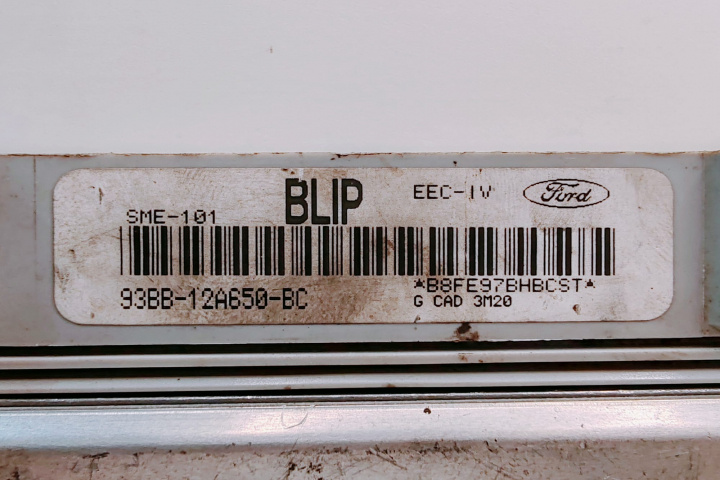 BLIP EEC-IV Ford
SME-101
*B8FE97BHBCST*
93BB-12A650-BC
G CAD 3M20